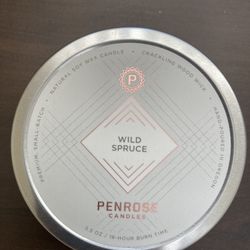 NATURAL SOY WAX CANDLE • CRACKLING WOOD WICK
PREMIUM, SMALL-BATCH
HAND-POURED IN OREGON
P
WILD
SPRUCE
PENROSE
CANDLES
5.5 OZ / 18-HOUR BURN TIME